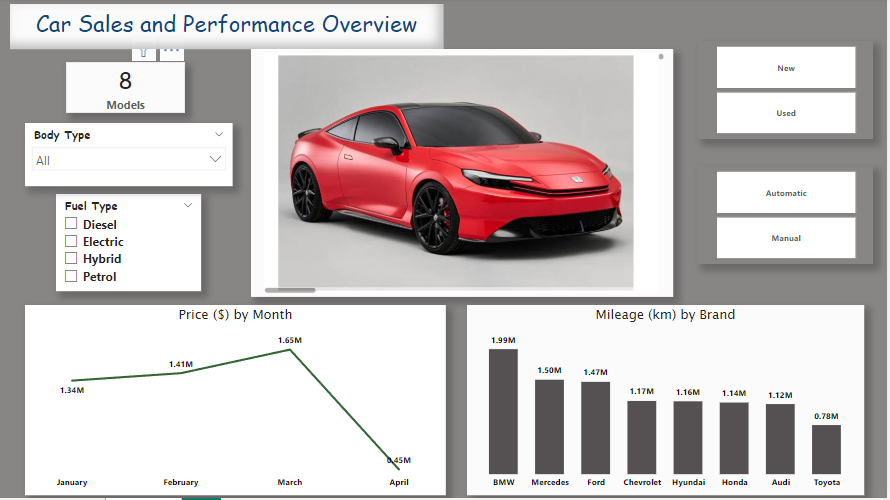 Car Sales and Performance Overview
8
Models
Body Type
All
Fuel Type
Diesel
Electric
Hybrid
Petrol
New
Used
Automatic
Manual
Price ($) by Month
1.34M
1.41M
1.65M
0.45M
January February March April
Mileage (km) by Brand
1.99M
1.50M
1.47M
1.17M
1.16M
1.14M
1.12M
0.78M
BMW Mercedes Ford Chevrolet Hyundai Honda Audi Toyota